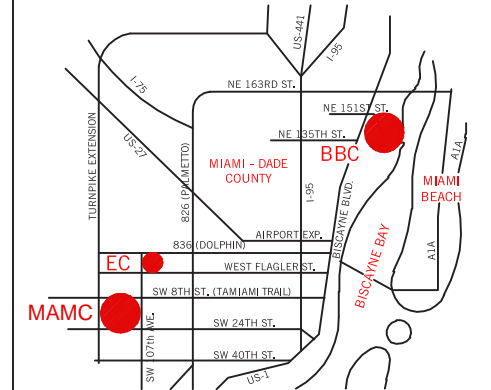 US-441
I-95
I-75
NE 163RD ST.
US-27
NE 151ST ST.
NE 135TH ST.
BBC
A1A
TURNPIKE EXTENSION
826 (PALMETTO)
MIAMI - DADE
COUNTY
I-95
MIAMI
BEACH
BISCAYNE BLVD.
AIRPORT EXP.
836 (DOLPHIN)
BISCAYNE BAY
A1A
EC
WEST FLAGLER ST.
SW 8TH ST. (TAMIAMI TRAIL)
MAMC
SW 24TH ST.
SW 107th AVE.
SW 40TH ST.
US-1